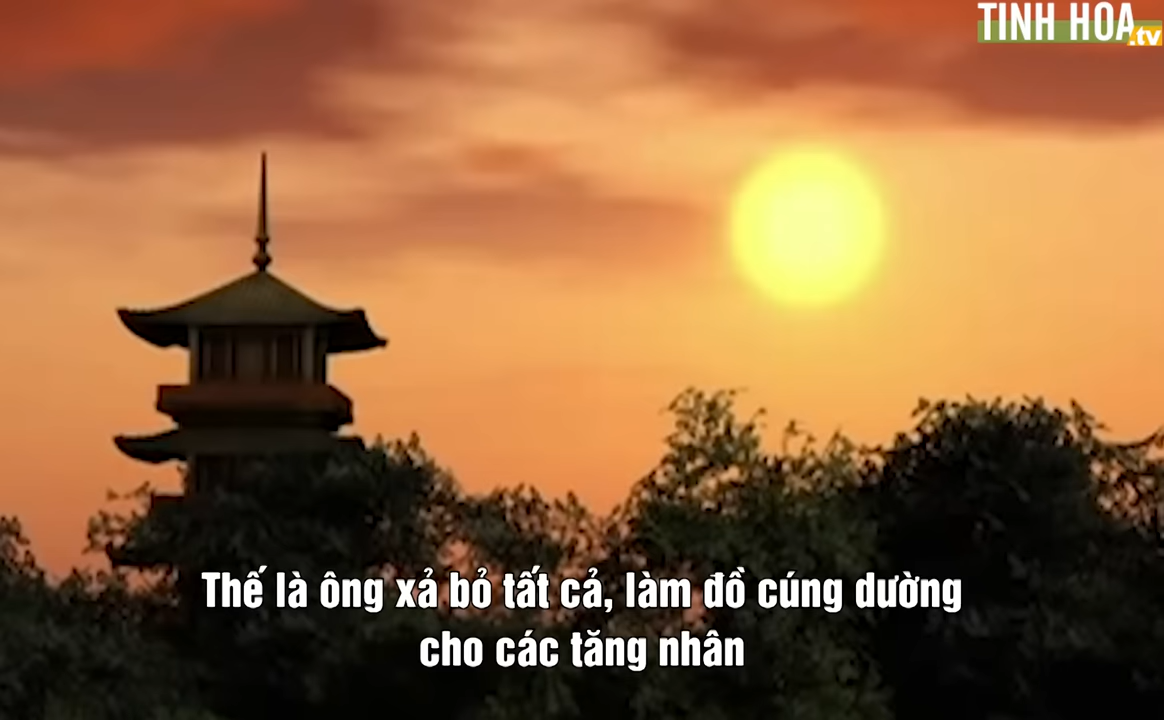 TINH HOA
.tv
Thế là ông xả bỏ tất cả, làm đồ cúng dường
cho các tăng nhân